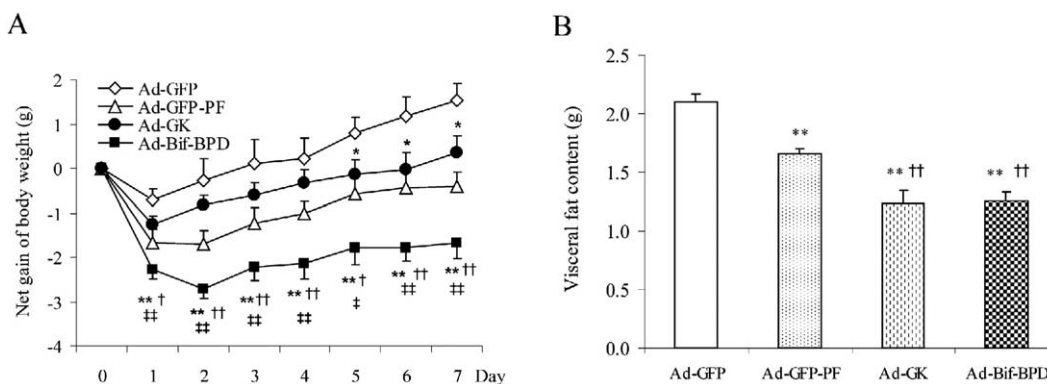 A
Net gain of body weight (g)
2
1
0
-1
-2
-3
-4
Ad-GFP
Ad-GFP-PF
Ad-GK
Ad-Bif-BPD
* * *
** † ‡‡
** †† ‡‡
** †† ‡‡
** †† ‡‡
** † ‡
** †† ‡‡
** †† ‡‡
0 1 2 3 4 5 6 7 Day
B
Visceral fat content (g)
2.5
2.0
1.5
1.0
0.5
0.0
**
** ††
** ††
Ad-GFP Ad-GFP-PF Ad-GK Ad-Bif-BPD